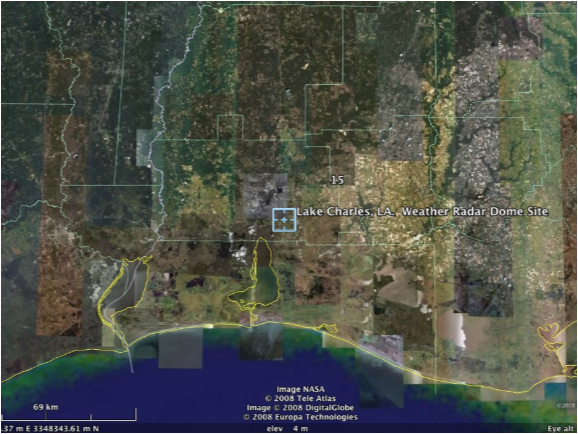 15
Lake Charles, LA. Weather Radar Dome Site
Image NASA
© 2008 Tele Atlas
Image © 2008 DigitalGlobe
© 2008 Europa Technologies
69 km
©2008
.37 m E 3348343.61 m N
elev 4 m
Eye alt